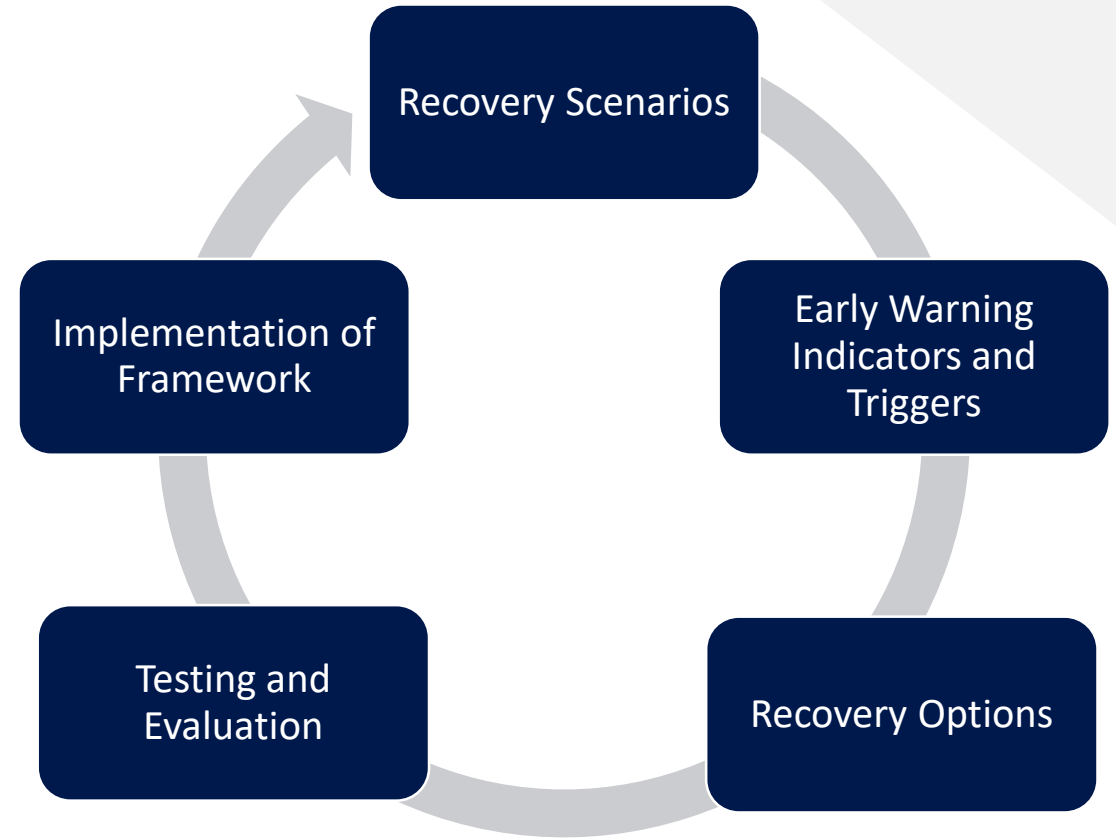 Recovery Scenarios
Early Warning
Indicators and
Triggers
Recovery Options
Testing and
Evaluation
Implementation of
Framework